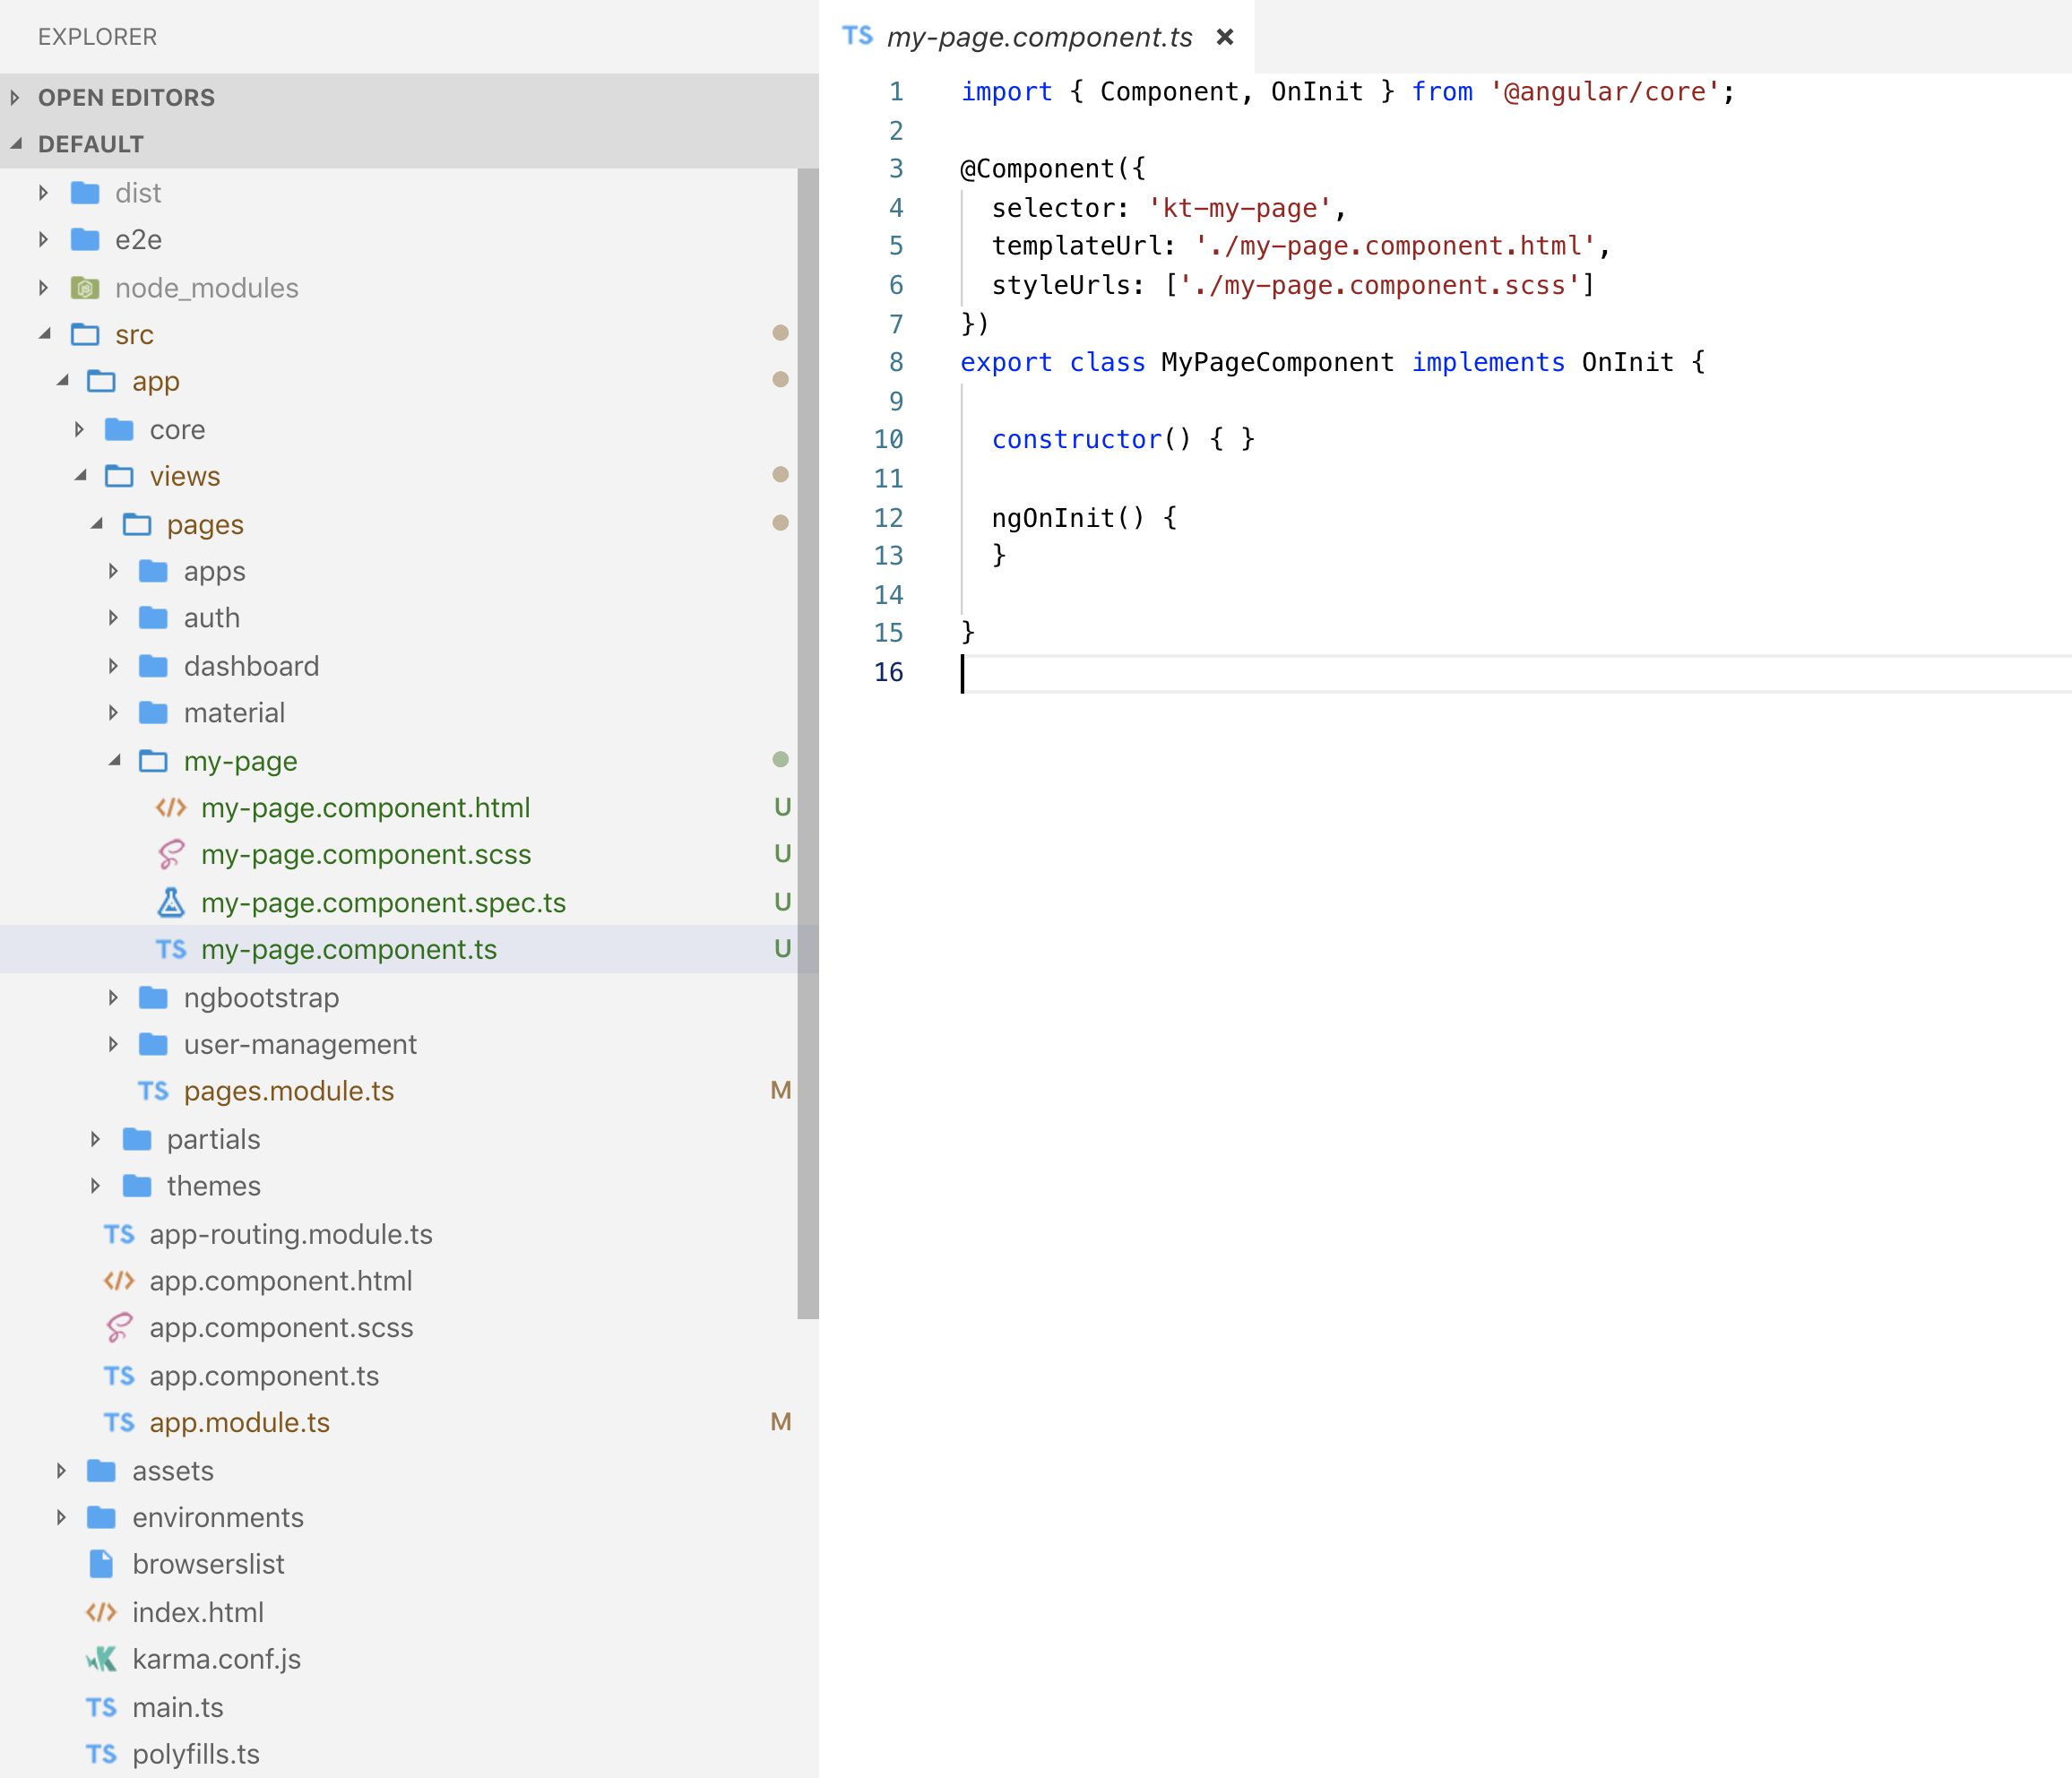 EXPLORER
OPEN EDITORS
DEFAULT
dist
e2e
node_modules
src
app
core
views
pages
apps
auth
dashboard
material
my-page
my-page.component.html U
my-page.component.scss U
my-page.component.spec.ts U
TS my-page.component.ts U
ngbootstrap
user-management
TS pages.module.ts M
partials
themes
TS app-routing.module.ts
app.component.html
app.component.scss
TS app.component.ts
TS app.module.ts M
assets
environments
browserslist
index.html
karma.conf.js
TS main.ts
TS polyfills.ts
TS my-page.component.ts ×
1 import { Component, OnInit } from '@angular/core';
2
3 @Component({
4 selector: 'kt-my-page',
5 templateUrl: './my-page.component.html',
6 styleUrls: ['./my-page.component.scss']
7 })
8 export class MyPageComponent implements OnInit {
9
10 constructor() { }
11
12 ngOnInit() {
13 }
14
15 }
16